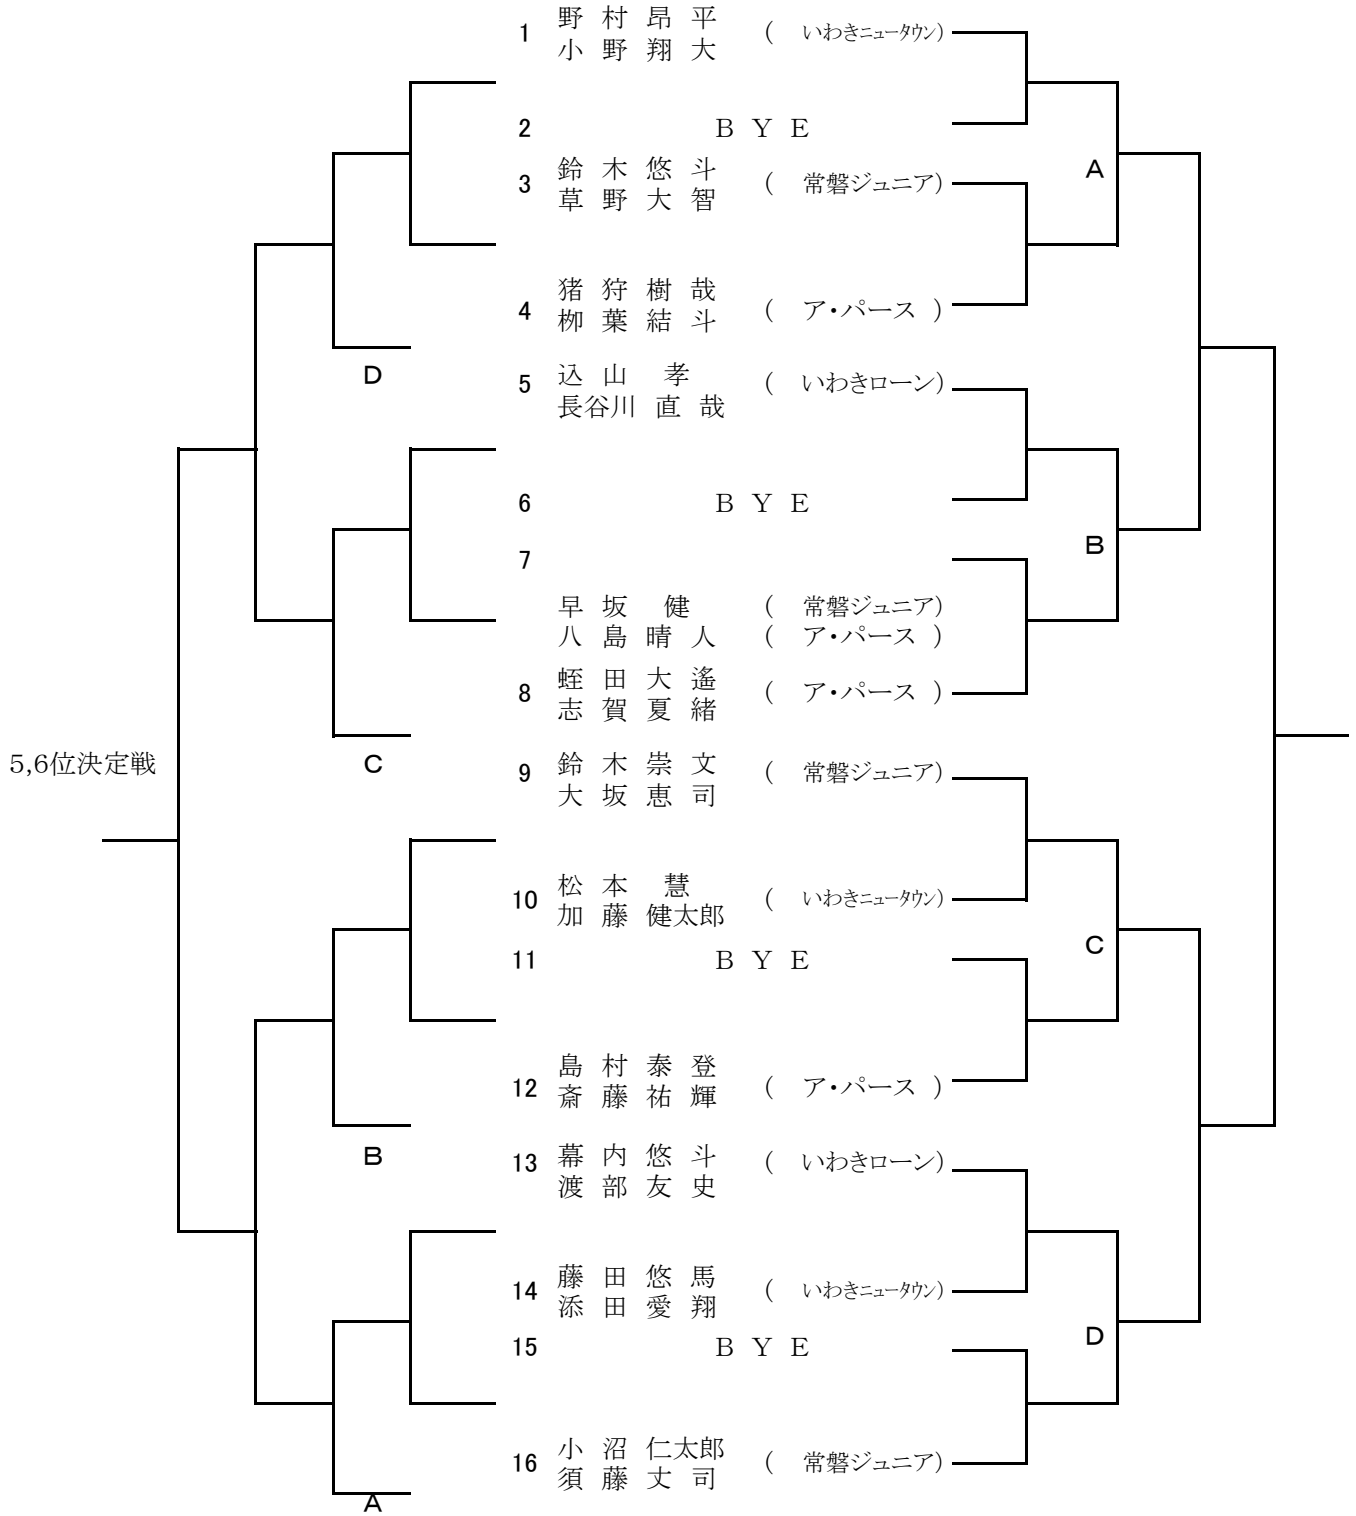 1 野村昂平 ( いわきニュータウン)
小野翔大
2 BYE
A
3 鈴木悠斗 ( 常磐ジュニア)
草野大智
4 猪狩樹哉 ( ア・パース )
栁葉結斗
D
5 込山 孝 ( いわきローン)
長谷川直哉
6 BYE
B
7
早坂 健 ( 常磐ジュニア)
八島晴人 ( ア・パース )
8 蛭田大遙 ( ア・パース )
志賀夏緒
5,6位決定戦
C
9 鈴木崇文 ( 常磐ジュニア)
大坂恵司
10 松本 慧 ( いわきニュータウン)
加藤健太郎
C
11 BYE
12 島村泰登 ( ア・パース )
斎藤祐輝
B
13 幕内悠斗 ( いわきローン)
渡部友史
14 藤田悠馬 ( いわきニュータウン)
添田愛翔
D
15 BYE
16 小沼仁太郎 ( 常磐ジュニア)
須藤丈司
A